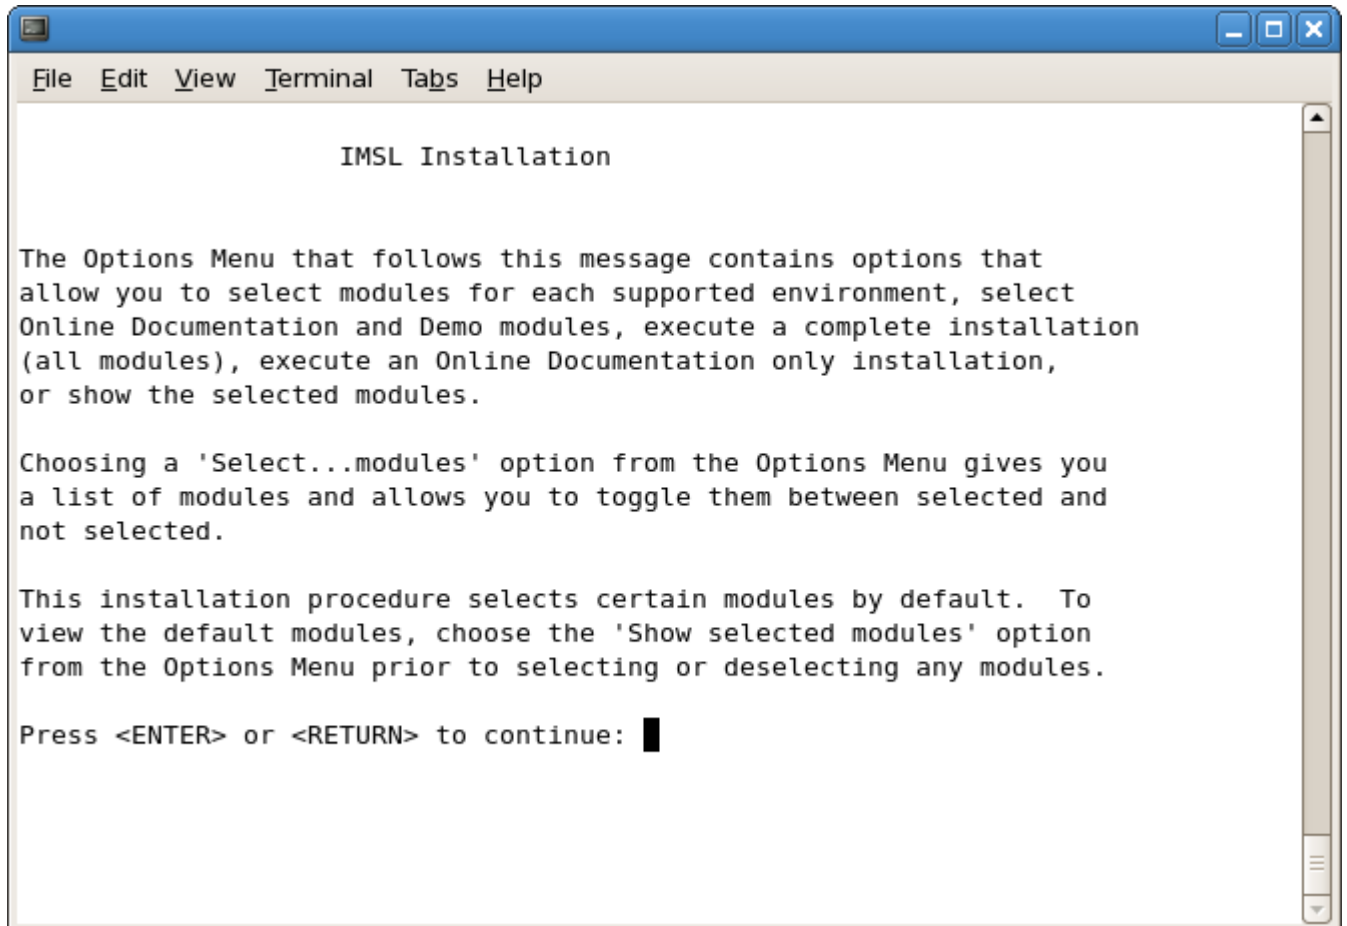 File Edit View Terminal Tabs Help
IMSL Installation
The Options Menu that follows this message contains options that
allow you to select modules for each supported environment, select
Online Documentation and Demo modules, execute a complete installation
(all modules), execute an Online Documentation only installation,
or show the selected modules.
Choosing a 'Select...modules' option from the Options Menu gives you
a list of modules and allows you to toggle them between selected and
not selected.
This installation procedure selects certain modules by default.  To
view the default modules, choose the 'Show selected modules' option
from the Options Menu prior to selecting or deselecting any modules.
Press <ENTER> or <RETURN> to continue: